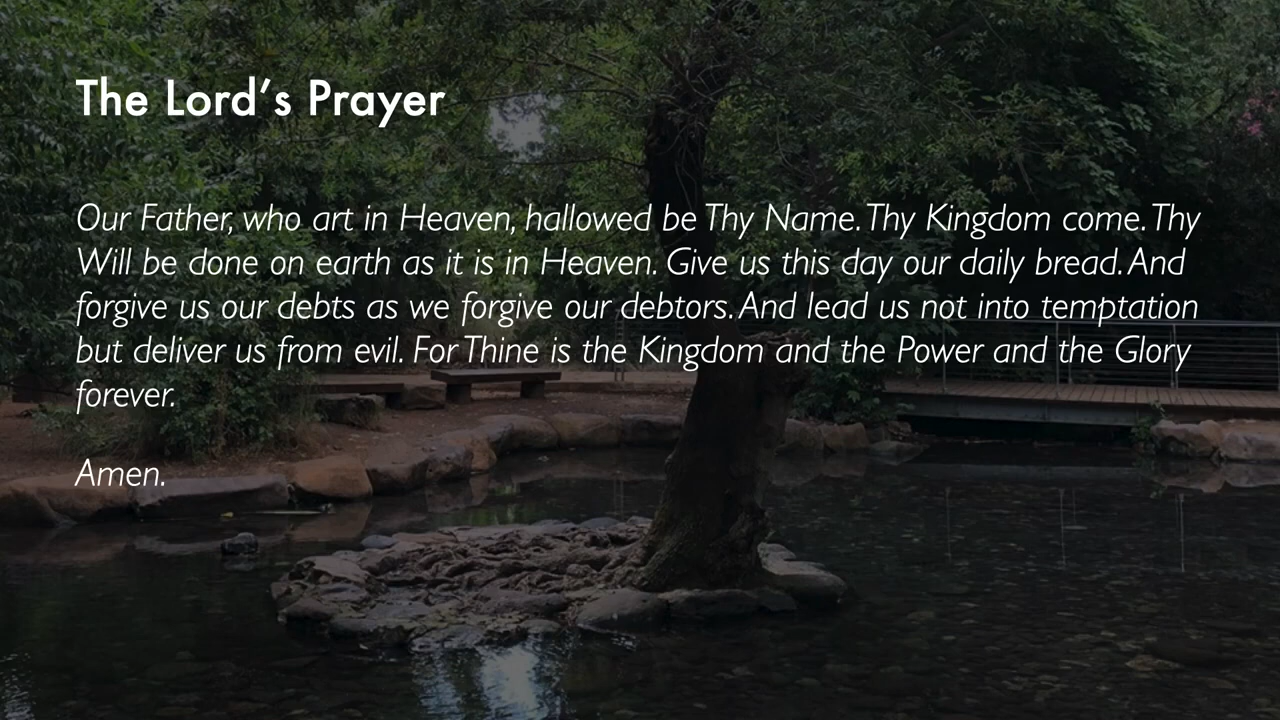 The Lord’s Prayer
Our Father, who art in Heaven, hallowed be Thy Name. Thy Kingdom come. Thy
Will be done on earth as it is in Heaven. Give us this day our daily bread. And
forgive us our debts as we forgive our debtors. And lead us not into temptation
but deliver us from evil. For Thine is the Kingdom and the Power and the Glory
forever.
Amen.